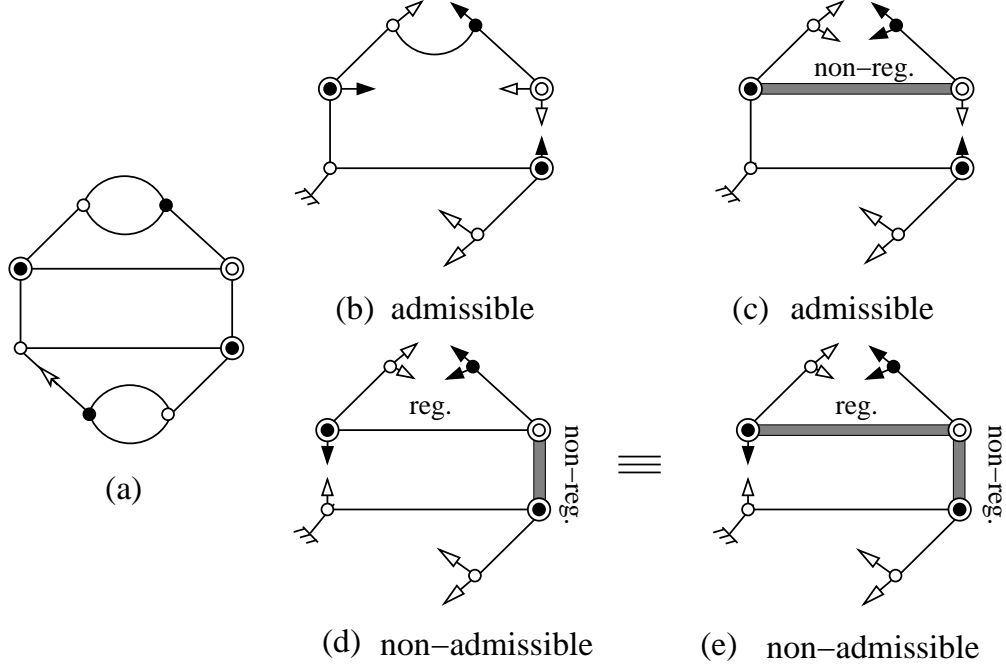 non−reg.
(b) admissible
(c) admissible
(a)
reg.
non−reg.
reg.
non−reg.
(d) non−admissible
(e) non−admissible